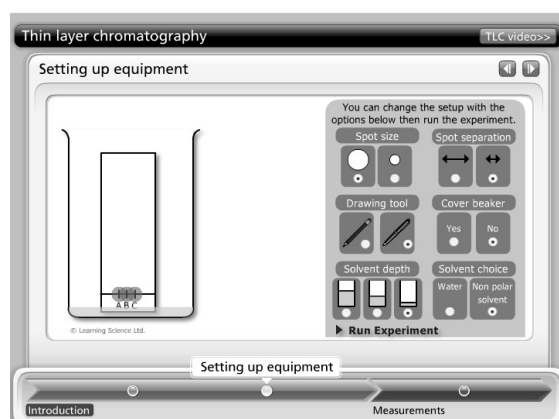 Thin layer chromatography
TLC video>>
Setting up equipment
You can change the setup with the
options below then run the experiment.
Spot size
Spot separation
Drawing tool
Cover beaker
Yes
No
Solvent depth
Solvent choice
Water
Non polar
solvent
A B C
© Learning Science Ltd.
Run Experiment
Setting up equipment
Introduction
Measurements